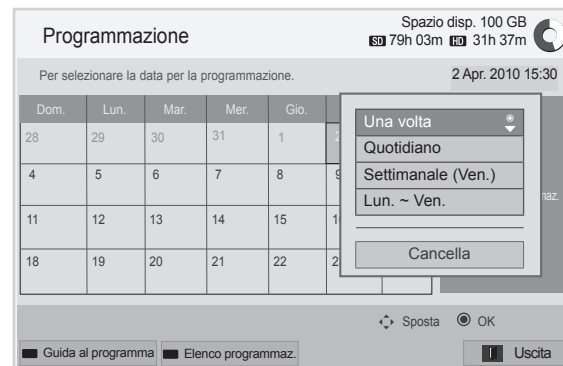 Programmazione
Spazio disp. 100 GB
SD 79h 03m HD 31h 37m
Per selezionare la data per la programmazione.
2 Apr. 2010 15:30
Dom. Lun. Mar. Mer. Gio.
28 29 30 31 1 2
4 5 6 7 8 9
11 12 13 14 15
18 19 20 21 22
Una volta
Quotidiano
Settimanale (Ven.)
Lun. ~ Ven.
Cancella
maz.
Sposta OK
Guida al programma Elenco programmaz. Uscita